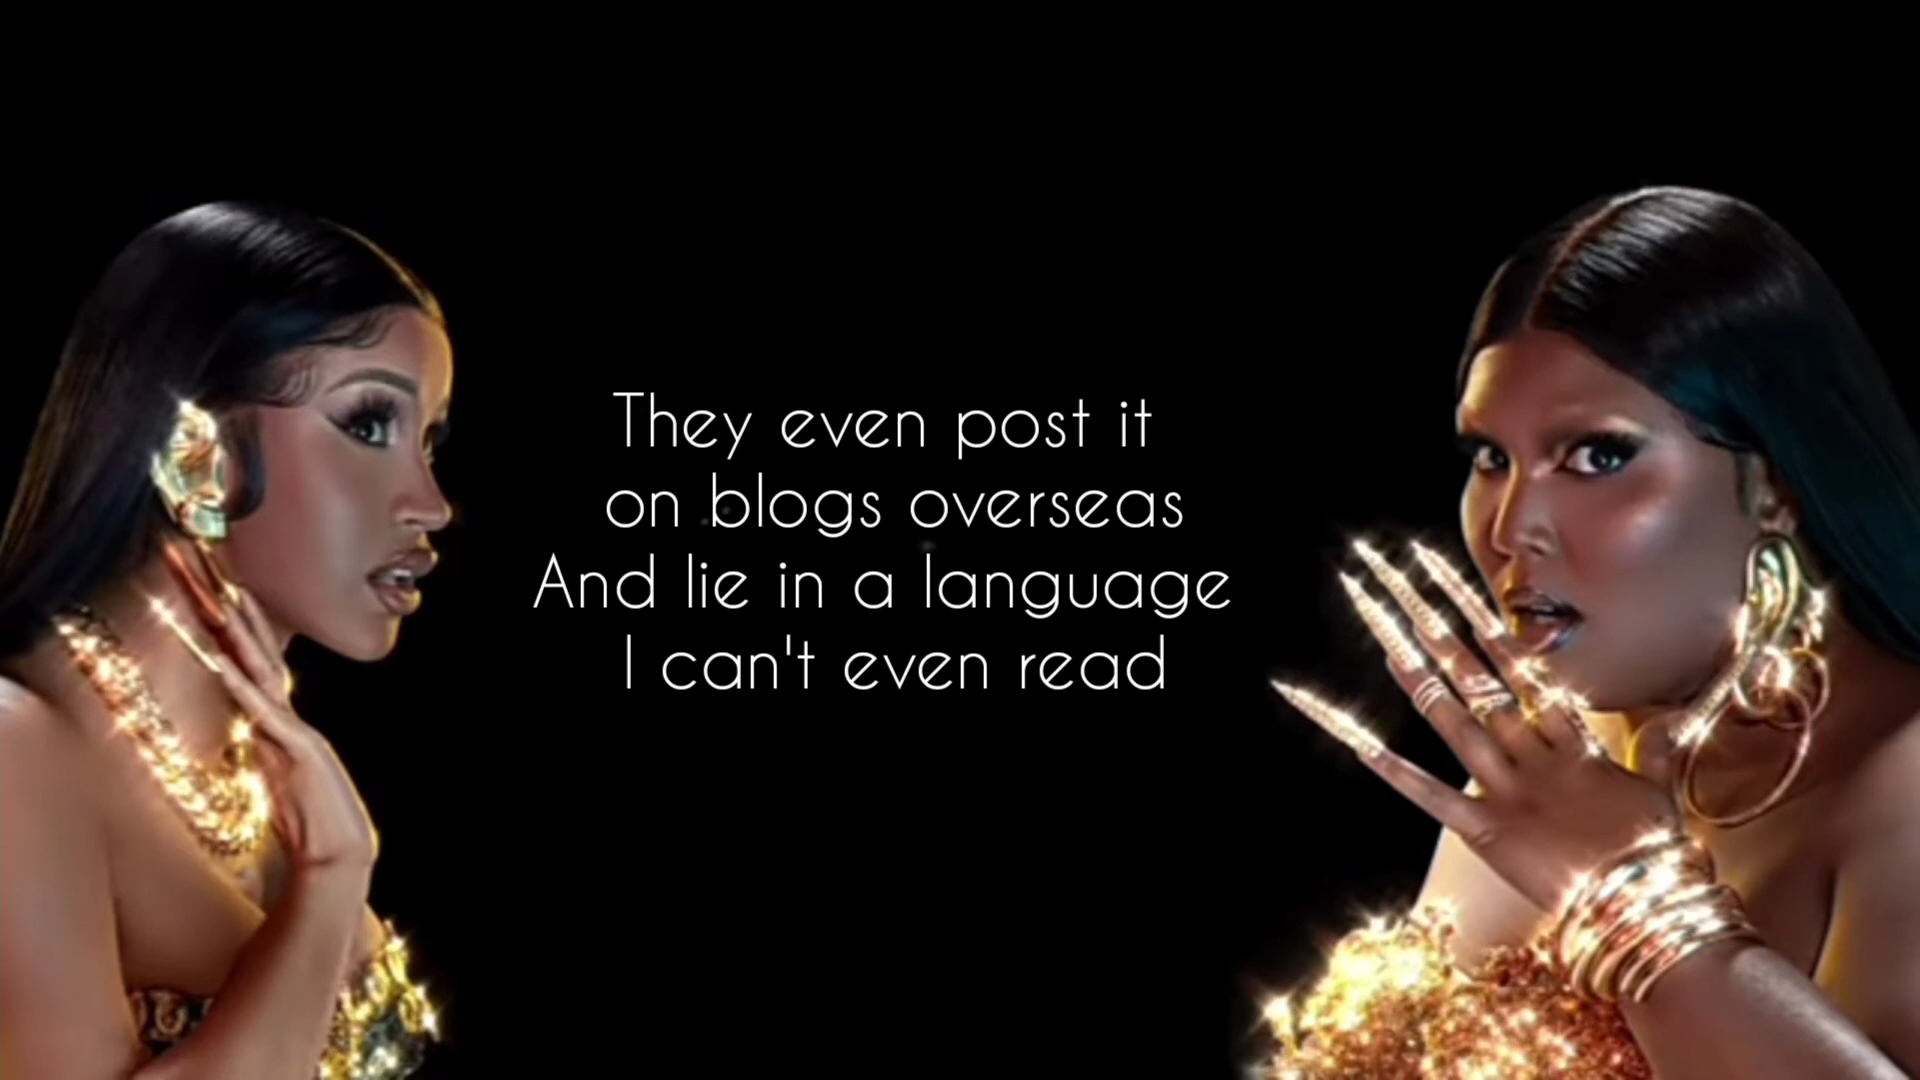 They even post it
on blogs overseas
And lie in a language
I can't even read